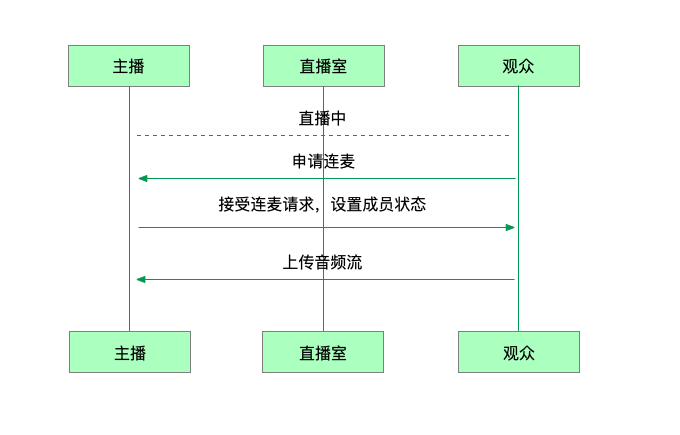 主播
直播室
观众
直播中
申请连麦
接受连麦请求，设置成员状态
上传音频流
主播
直播室
观众